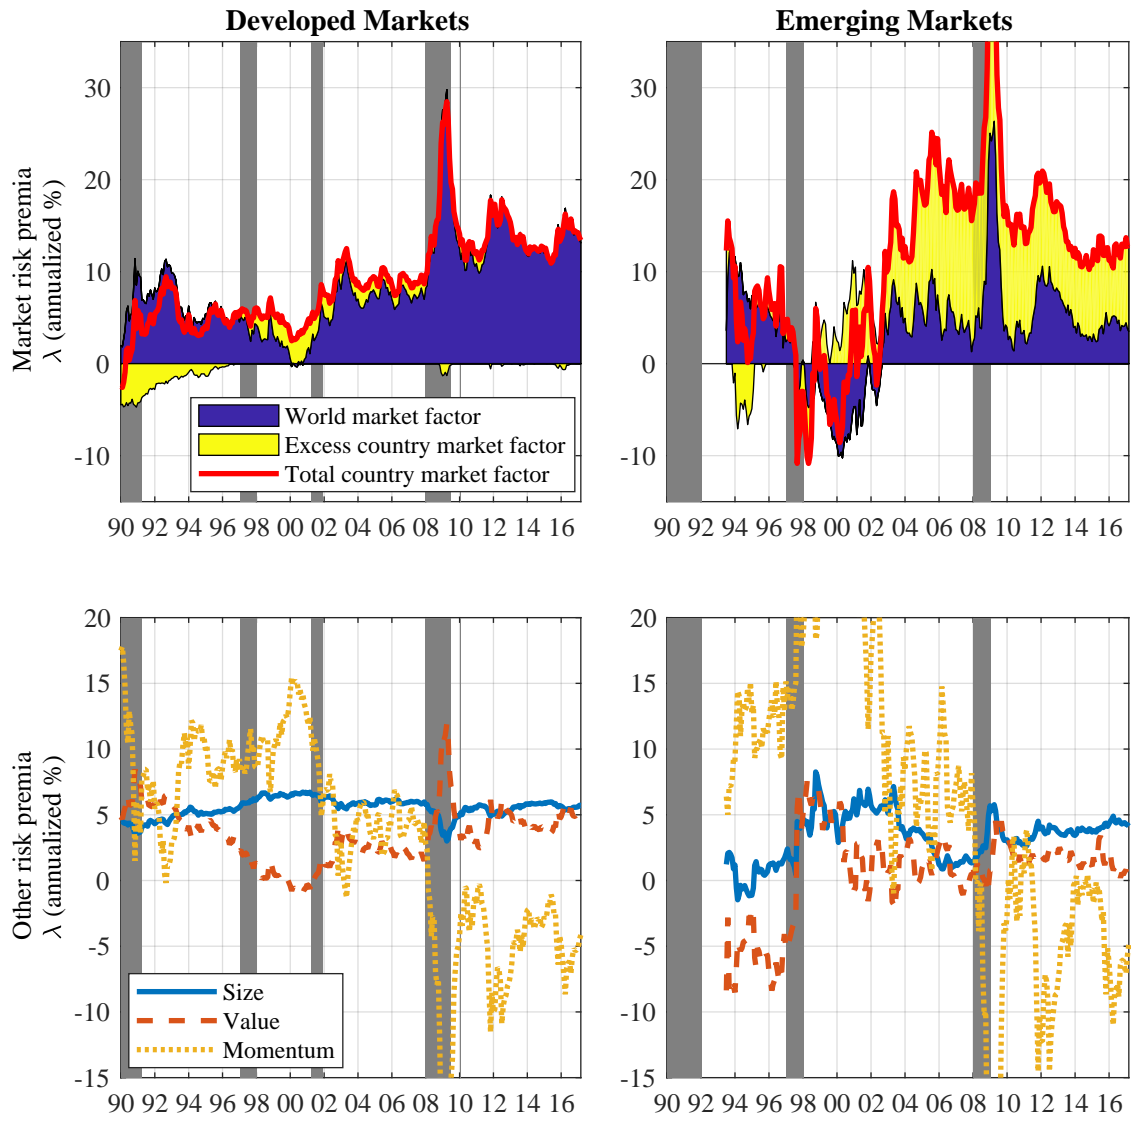 Developed Markets
Emerging Markets
Market risk premia
λ (annualized %)
30
20
10
0
-10
World market factor
Excess country market factor
Total country market factor
90 92 94 96 98 00 02 04 06 08 10 12 14 16
30
20
10
0
-10
90 92 94 96 98 00 02 04 06 08 10 12 14 16
Other risk premia
λ (annualized %)
20
15
10
5
0
-5
-10
-15
Size
Value
Momentum
90 92 94 96 98 00 02 04 06 08 10 12 14 16
20
15
10
5
0
-5
-10
-15
90 92 94 96 98 00 02 04 06 08 10 12 14 16